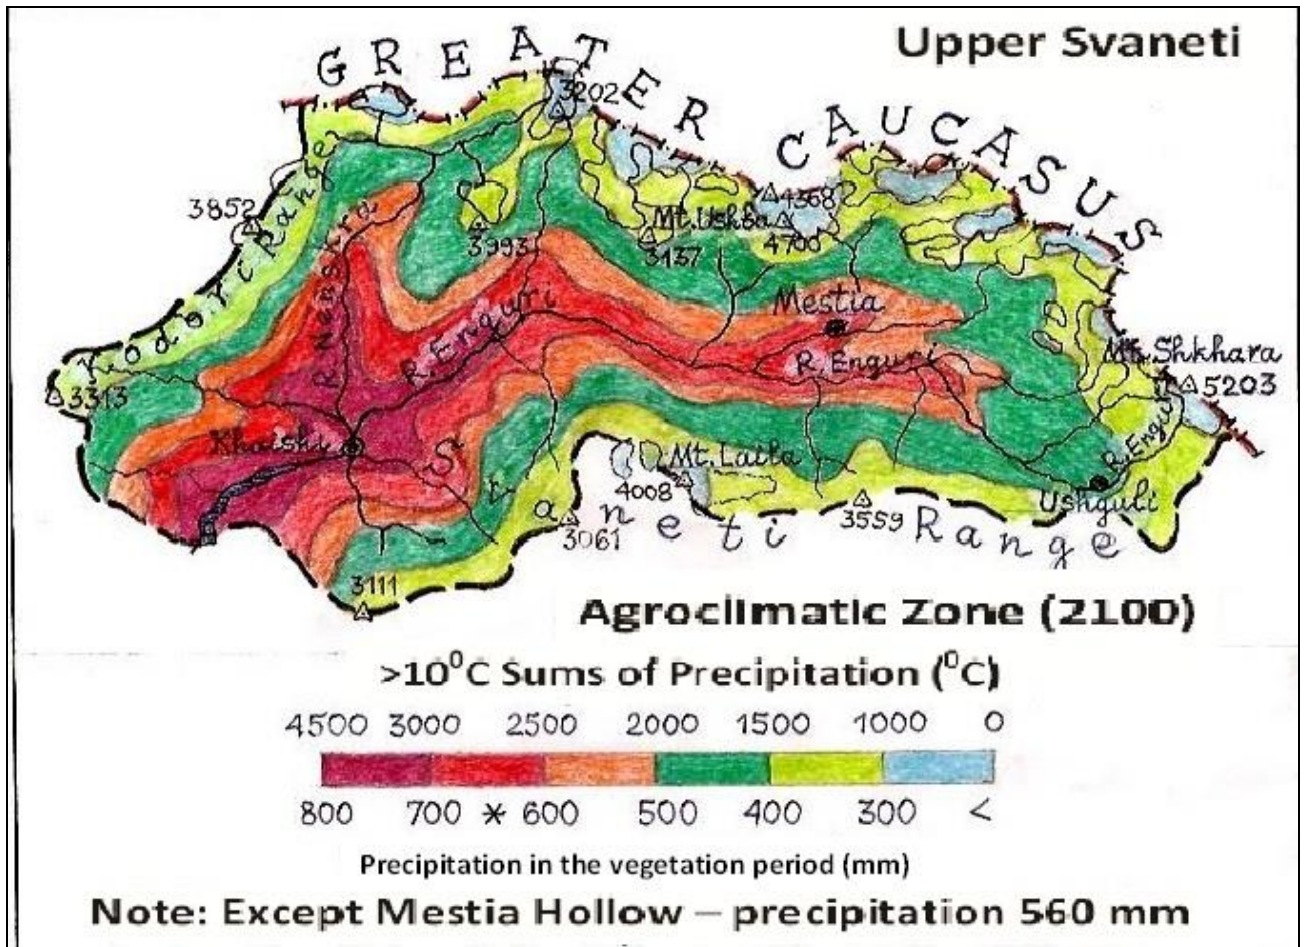 Upper Svaneti
GREATER CAUCASUS
3202
3852
Kodori Range
R. Nenskra
3993
Mt. Ushba
4368
4700
3137
Mestia
R. Enguri
R. Enguri
Mt. Shkhara
5203
3313
Khaishi
R. Enguri
Mt. Laila
4008
Ushguli
3559
Svaneti Range
3061
3111
Agroclimatic Zone (2100)
>10⁰C Sums of Precipitation (⁰C)
4500 3000 2500 2000 1500 1000 0
800 700 * 600 500 400 300 <
Precipitation in the vegetation period (mm)
Note: Except Mestia Hollow – precipitation 560 mm